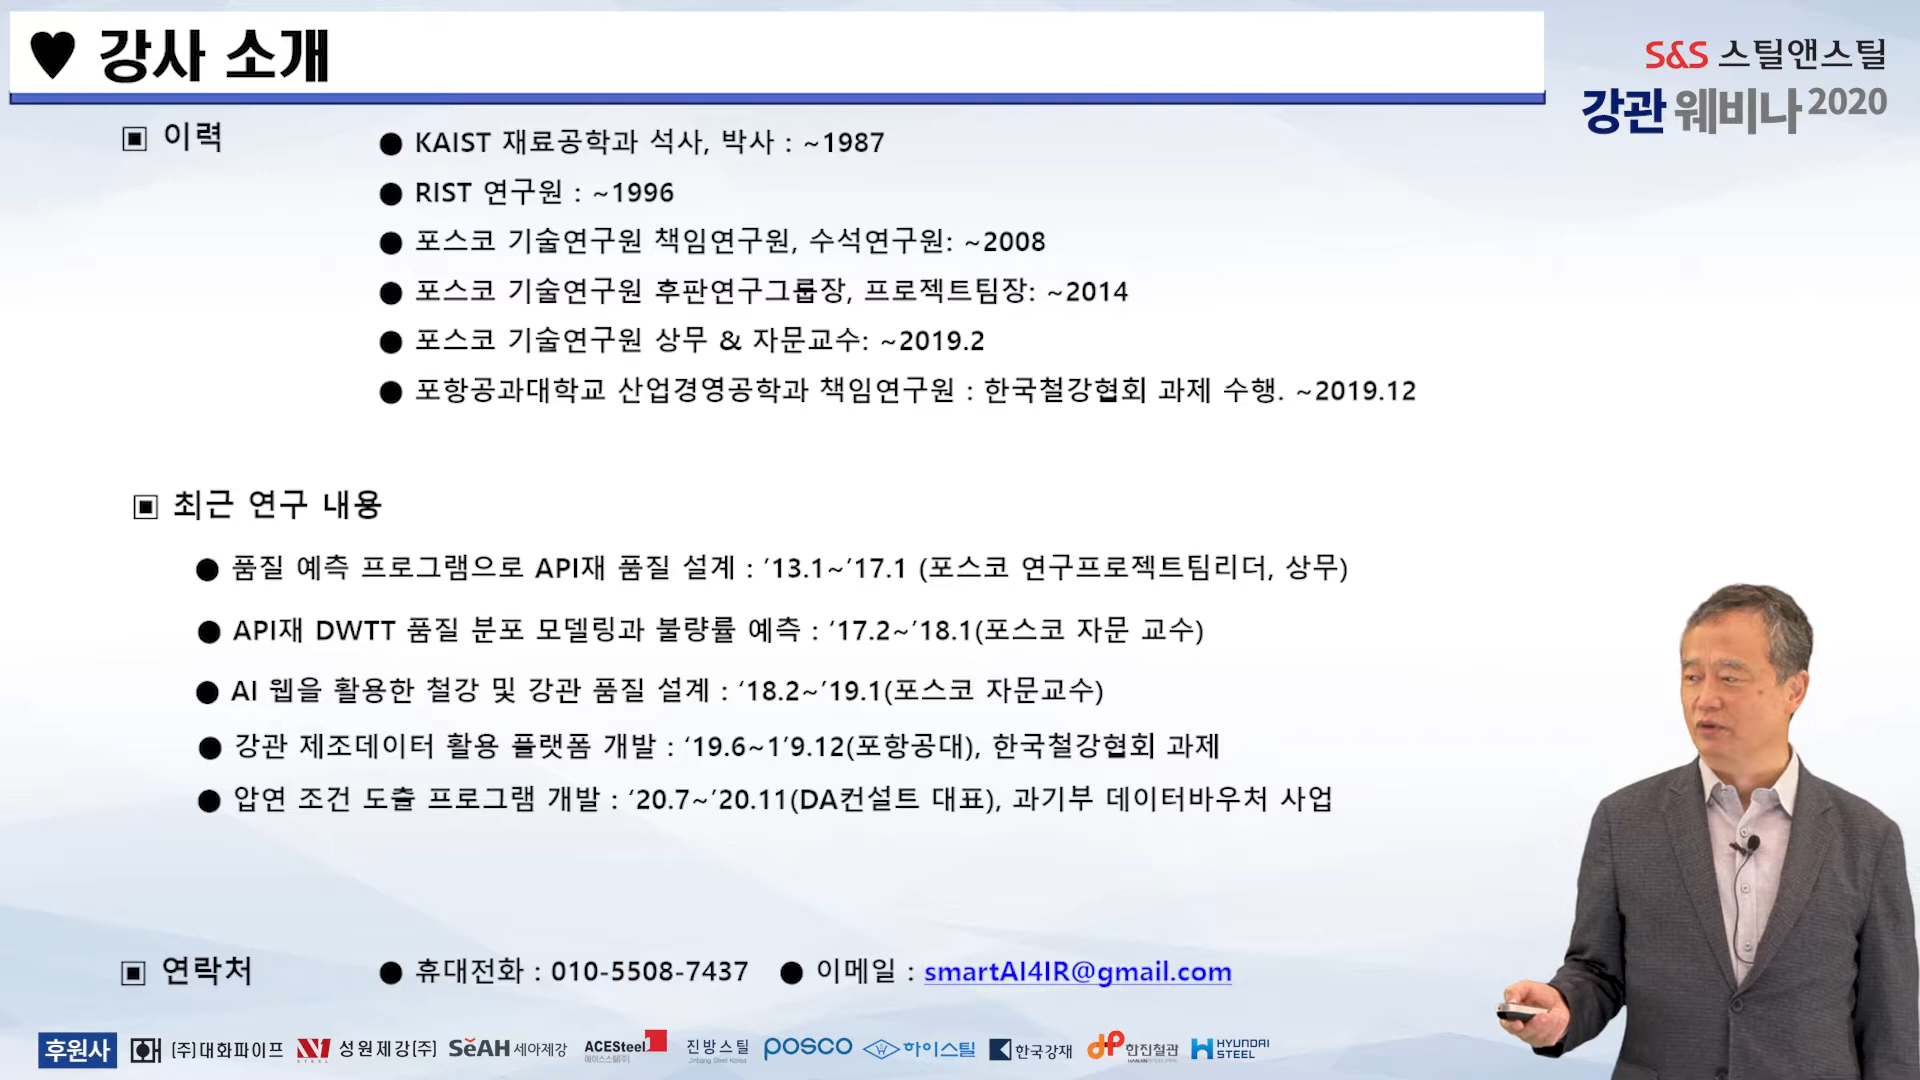 ♥ 강사 소개
S&S 스틸앤스틸
강관 웨비나 2020
▣ 이력
● KAIST 재료공학과 석사, 박사 : ~1987
● RIST 연구원 : ~1996
● 포스코 기술연구원 책임연구원, 수석연구원: ~2008
● 포스코 기술연구원 후판연구그룹장, 프로젝트팀장: ~2014
● 포스코 기술연구원 상무 & 자문교수: ~2019.2
● 포항공과대학교 산업경영공학과 책임연구원 : 한국철강협회 과제 수행. ~2019.12
▣ 최근 연구 내용
● 품질 예측 프로그램으로 API재 품질 설계 : ’13.1~’17.1 (포스코 연구프로젝트팀리더, 상무)
● API재 DWTT 품질 분포 모델링과 불량률 예측 : ‘17.2~’18.1(포스코 자문 교수)
● AI 웹을 활용한 철강 및 강관 품질 설계 : ‘18.2~’19.1(포스코 자문교수)
● 강관 제조데이터 활용 플랫폼 개발 : ‘19.6~1’9.12(포항공대), 한국철강협회 과제
● 압연 조건 도출 프로그램 개발 : ‘20.7~’20.11(DA컨설트 대표), 과기부 데이터바우처 사업
▣ 연락처 ● 휴대전화 : 010-5508-7437 ● 이메일 : smartAI4IR@gmail.com
후원사 (주)대화파이프 STEEL 성원제강(주) SeAH 세아제강 ACESteel 에이스스틸(주) 진방스틸 Jinbang Steel Korea posco 하이스틸 한국강재 한진철관 HYUNDAI STEEL